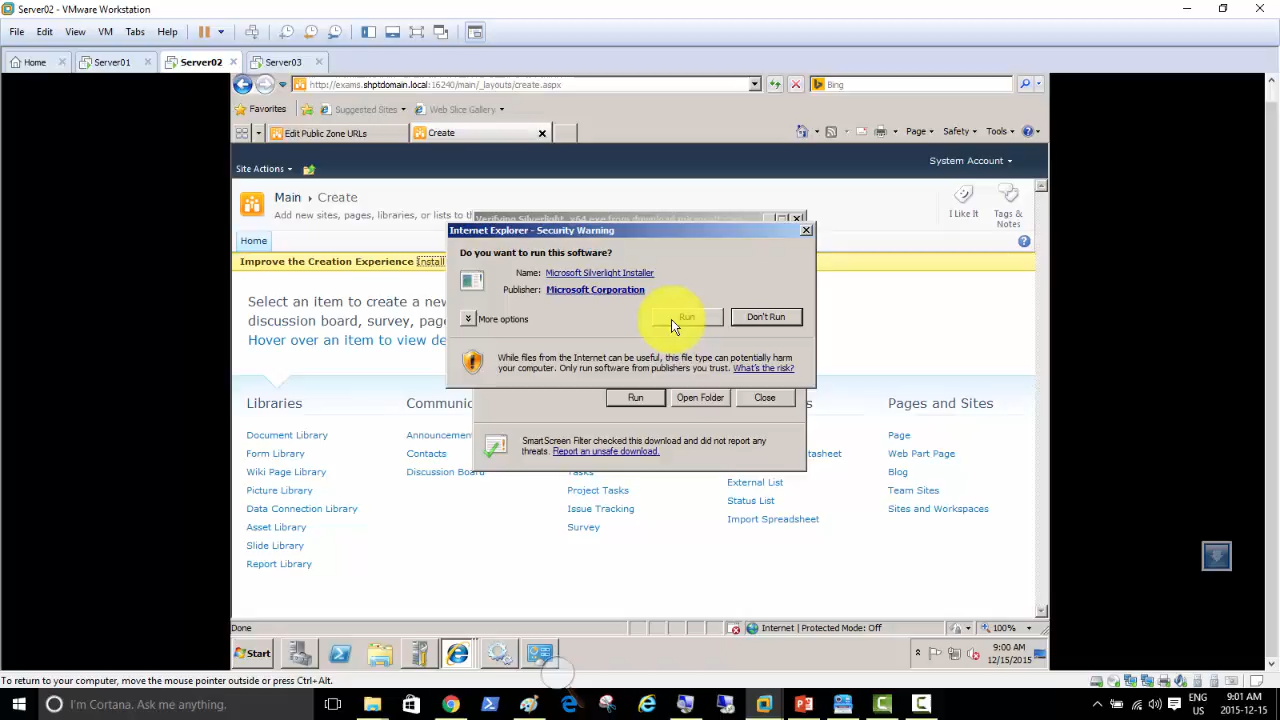 Server02 - VMware Workstation
File Edit View VM Tabs Help
Home Server01 Server02 Server03
http://exams.shptdomain.local:16240/main/_layouts/create.aspx Bing
Favorites Suggested Sites Web Slice Gallery
Edit Public Zone URLs Create Page Safety Tools
Site Actions System Account
Main Create
Add new sites, pages, libraries, or lists to
I Like It Tags & Notes
Home
Improve the Creation Experience Install
Select an item to create a new
discussion board, survey, pag
Hover over an item to view de
Verifying Silverlight_x64.exe from download.microsoft.com
Internet Explorer - Security Warning
Do you want to run this software?
Name: Microsoft Silverlight Installer
Publisher: Microsoft Corporation
More options Run Don't Run
While files from the Internet can be useful, this file type can potentially harm
your computer. Only run software from publishers you trust. What's the risk?
Run Open Folder Close
SmartScreen Filter checked this download and did not report any
threats. Report an unsafe download.
Libraries
Document Library
Form Library
Wiki Page Library
Picture Library
Data Connection Library
Asset Library
Slide Library
Report Library
Communic
Announcemen
Contacts
Discussion Board
Tasks
Project Tasks
Issue Tracking
Survey
s
tasheet
External List
Status List
Import Spreadsheet
Pages and Sites
Page
Web Part Page
Blog
Team Sites
Sites and Workspaces
Done Internet | Protected Mode: Off 100%
Start 9:00 AM
12/15/2015
To return to your computer, move the mouse pointer outside or press Ctrl+Alt.
I'm Cortana. Ask me anything.
ENG 9:01 AM
US 2015-12-15